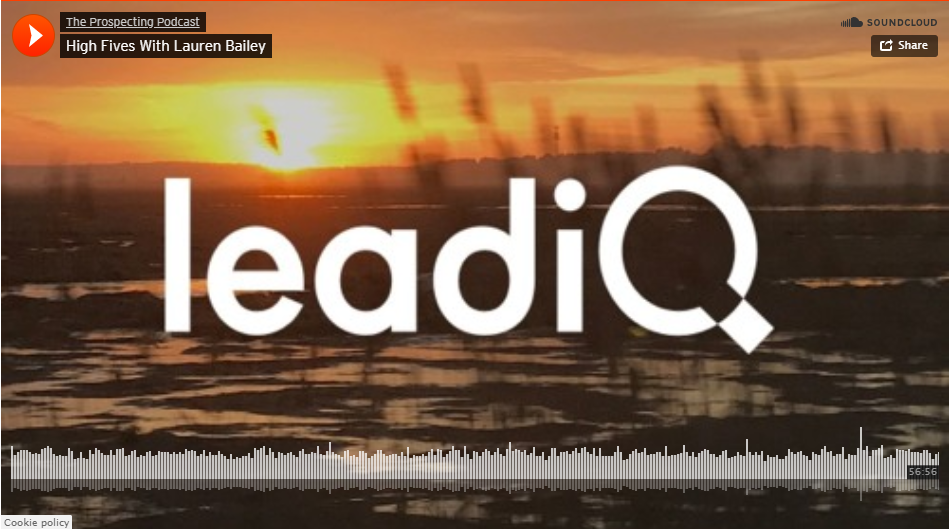 The Prospecting Podcast
High Fives With Lauren Bailey
SOUNDCLOUD
Share
leadiQ
56:56
Cookie policy